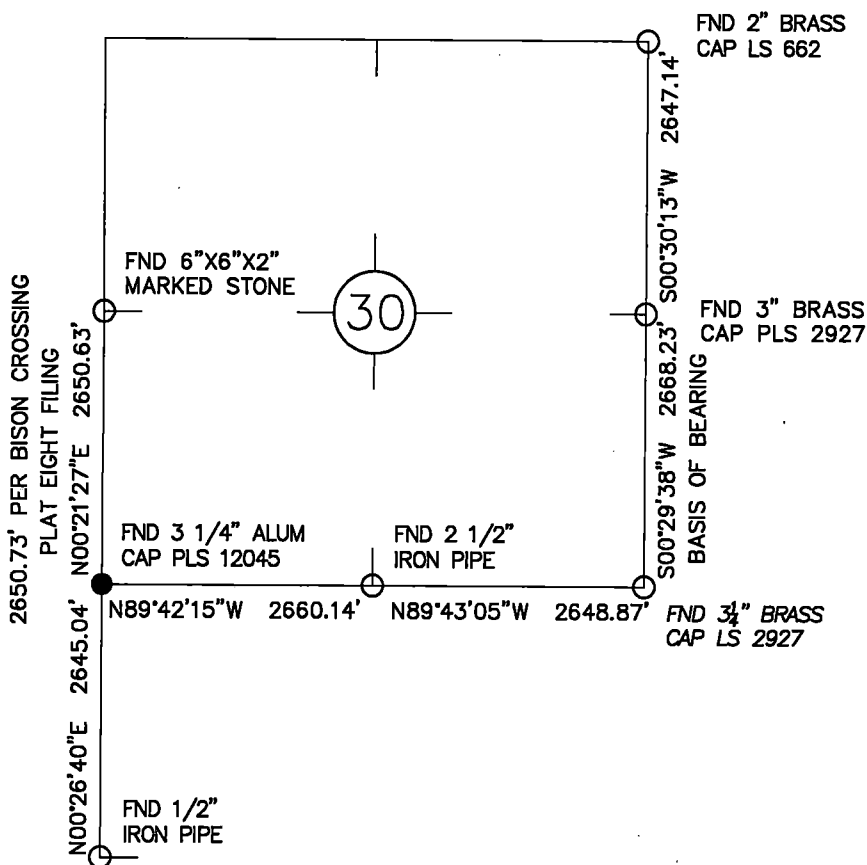 FND 2" BRASS
CAP LS 662
S00°30'13"W 2647.14'
FND 6"X6"X2"
MARKED STONE
30
FND 3" BRASS
CAP PLS 2927
2650.73' PER BISON CROSSING
PLAT EIGHT FILING
N00°21'27"E 2650.63'
S00°29'38"W 2668.23'
BASIS OF BEARING
FND 3 1/4" ALUM
CAP PLS 12045
FND 2 1/2"
IRON PIPE
N89°42'15"W 2660.14'
N89°43'05"W 2648.87'
FND 3¼" BRASS
CAP LS 2927
N00°26'40"E 2645.04'
FND 1/2"
IRON PIPE